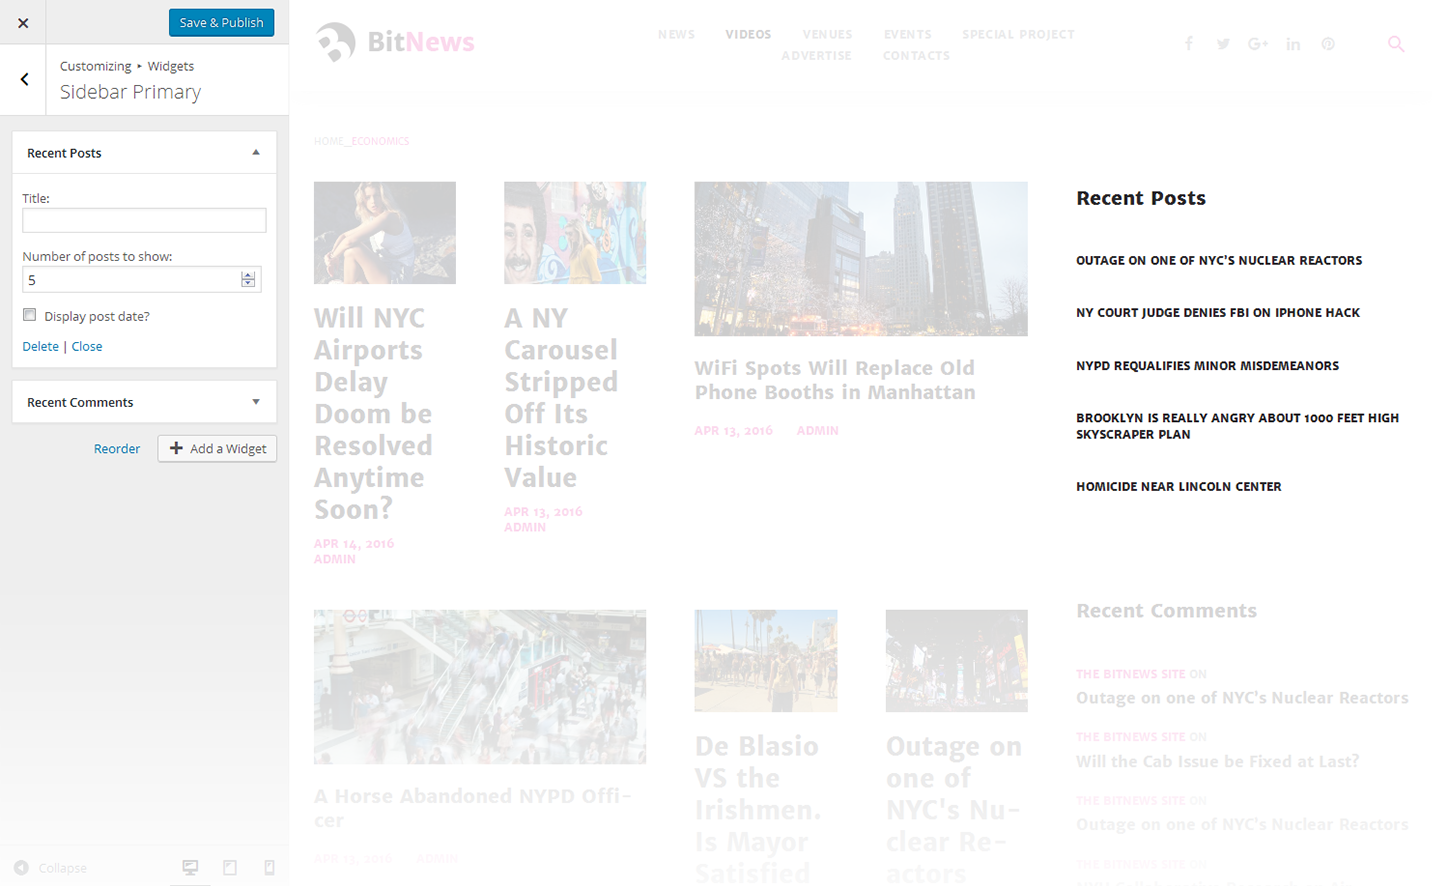 Save & Publish
Customizing ▸ Widgets
Sidebar Primary
Recent Posts
Title:
Number of posts to show:
5
Display post date?
Delete | Close
Recent Comments
Reorder
Add a Widget
Collapse
BitNews
NEWS VIDEOS VENUES EVENTS SPECIAL PROJECT
ADVERTISE CONTACTS
HOME_ECONOMICS
Will NYC
Airports
Delay
Doom be
Resolved
Anytime
Soon?
APR 14, 2016
ADMIN
A NY
Carousel
Stripped
Off Its
Historic
Value
APR 13, 2016
ADMIN
WiFi Spots Will Replace Old
Phone Booths in Manhattan
APR 13, 2016 ADMIN
A Horse Abandoned NYPD Offi-
cer
APR 13, 2016 ADMIN
De Blasio
VS the
Irishmen.
Is Mayor
Satisfied
Outage on
one of
NYC's Nu-
clear Re-
actors
Recent Posts
OUTAGE ON ONE OF NYC'S NUCLEAR REACTORS
NY COURT JUDGE DENIES FBI ON IPHONE HACK
NYPD REQUALIFIES MINOR MISDEMEANORS
BROOKLYN IS REALLY ANGRY ABOUT 1000 FEET HIGH
SKYSCRAPER PLAN
HOMICIDE NEAR LINCOLN CENTER
Recent Comments
THE BITNEWS SITE ON
Outage on one of NYC's Nuclear Reactors
THE BITNEWS SITE ON
Will the Cab Issue be Fixed at Last?
THE BITNEWS SITE ON
Outage on one of NYC's Nuclear Reactors
THE BITNEWS SITE ON